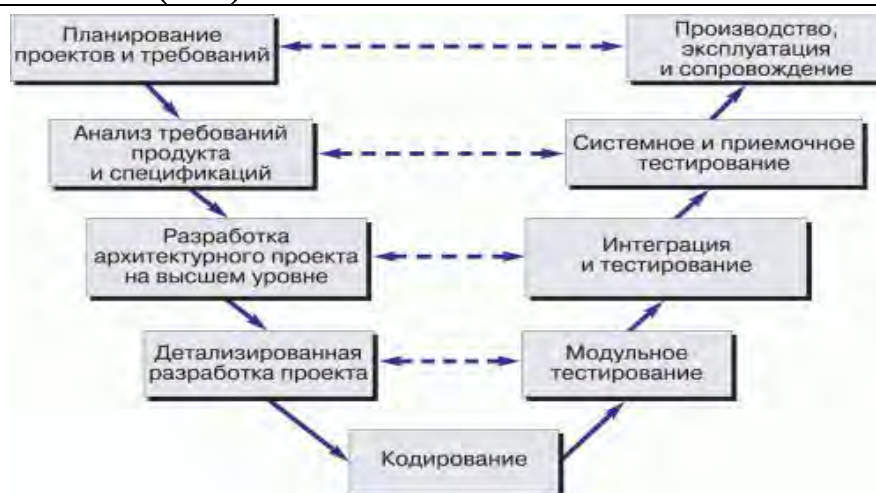 Планирование
проектов и требований
Производство,
эксплуатация
и сопровождение
Анализ требований
продукта
и спецификаций
Системное и приемочное
тестирование
Разработка
архитектурного проекта
на высшем уровне
Интеграция
и тестирование
Детализированная
разработка проекта
Модульное
тестирование
Кодирование